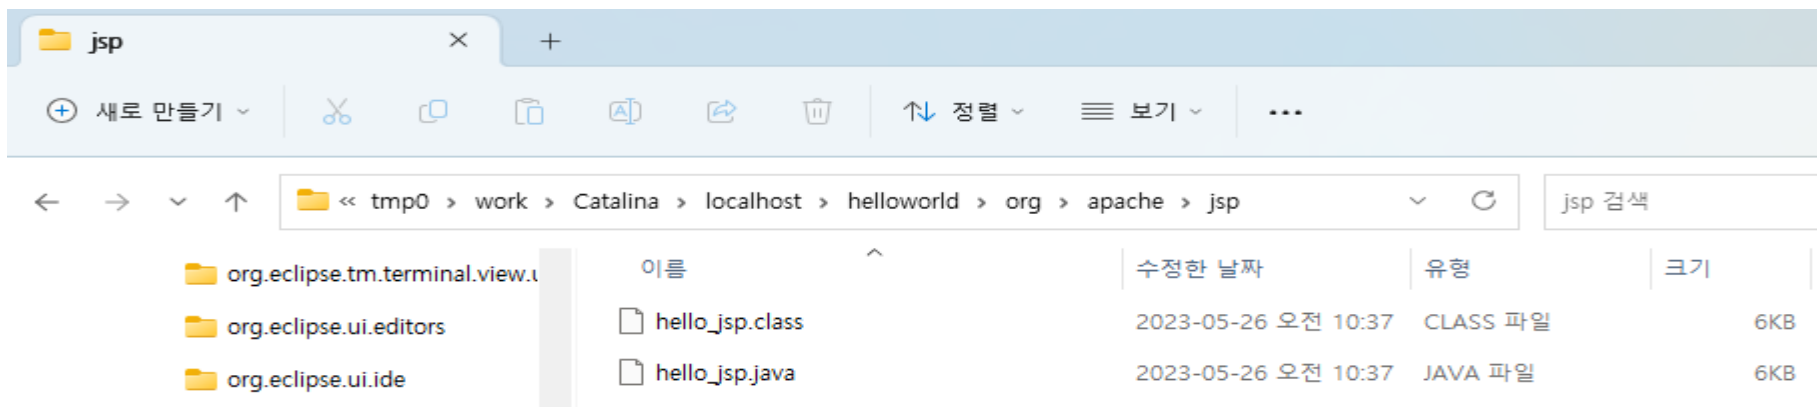 jsp
새로 만들기
정렬
보기
« tmp0 > work > Catalina > localhost > helloworld > org > apache > jsp
jsp 검색
org.eclipse.tm.terminal.view.
org.eclipse.ui.editors
org.eclipse.ui.ide
이름 수정한 날짜 유형 크기
hello_jsp.class 2023-05-26 오전 10:37 CLASS 파일 6KB
hello_jsp.java 2023-05-26 오전 10:37 JAVA 파일 6KB